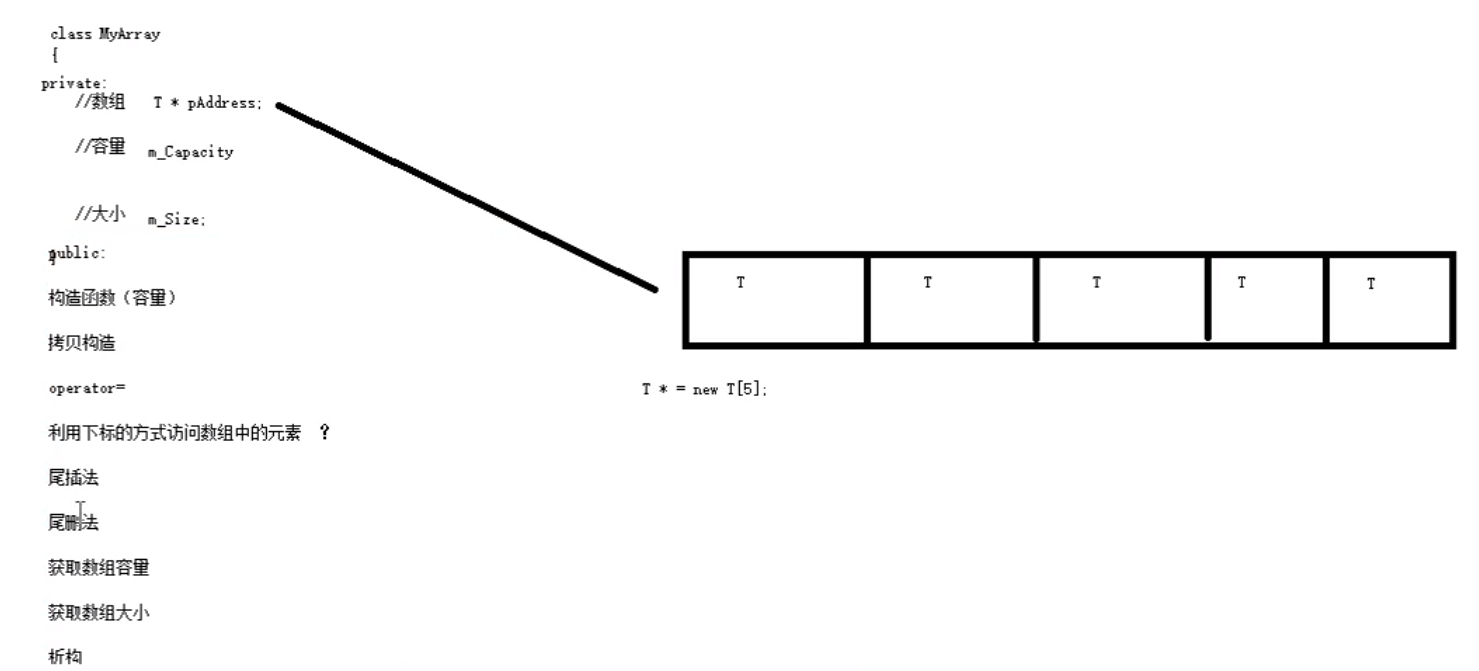 class MyArray
{
private:
//数组 T * pAddress;
//容量 m_Capacity
//大小 m_Size;
public:
构造函数（容量）
拷贝构造
operator=
利用下标的方式访问数组中的元素 ？
尾插法
尾删法
获取数组容量
获取数组大小
析构
T T T T T
T * = new T[5];